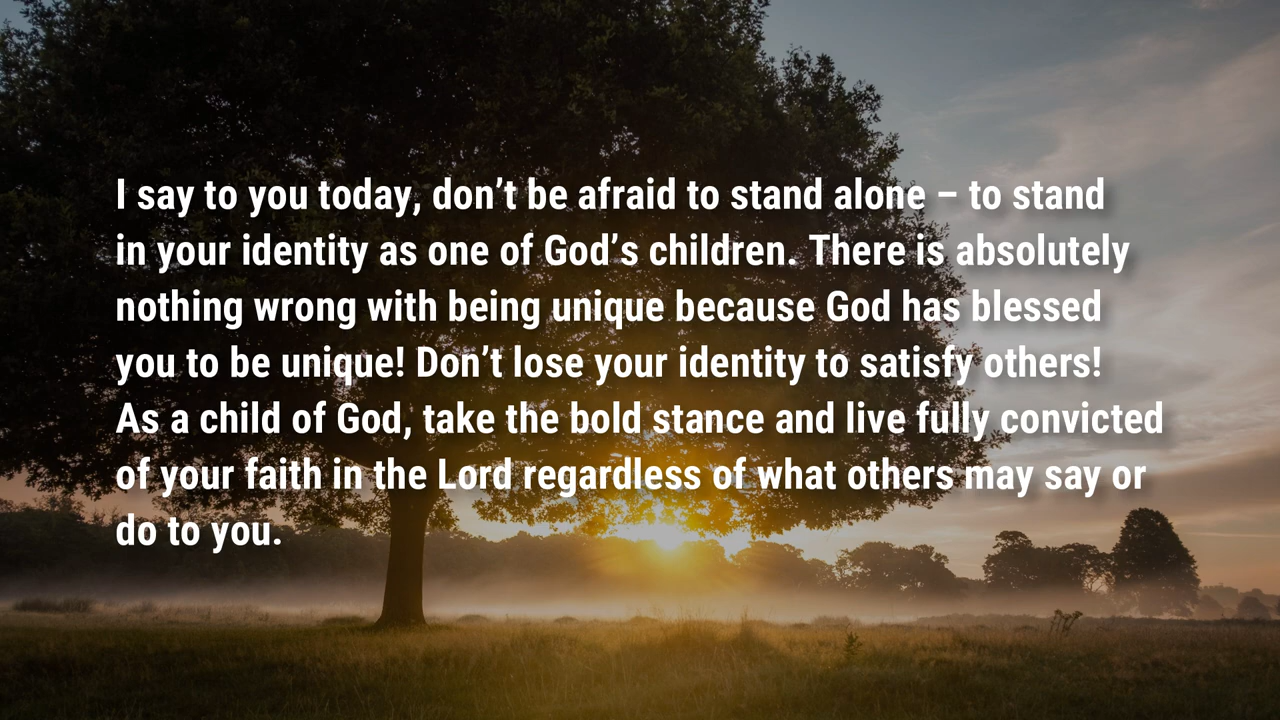 I say to you today, don’t be afraid to stand alone – to stand
in your identity as one of God’s children. There is absolutely
nothing wrong with being unique because God has blessed
you to be unique! Don’t lose your identity to satisfy others!
As a child of God, take the bold stance and live fully convicted
of your faith in the Lord regardless of what others may say or
do to you.